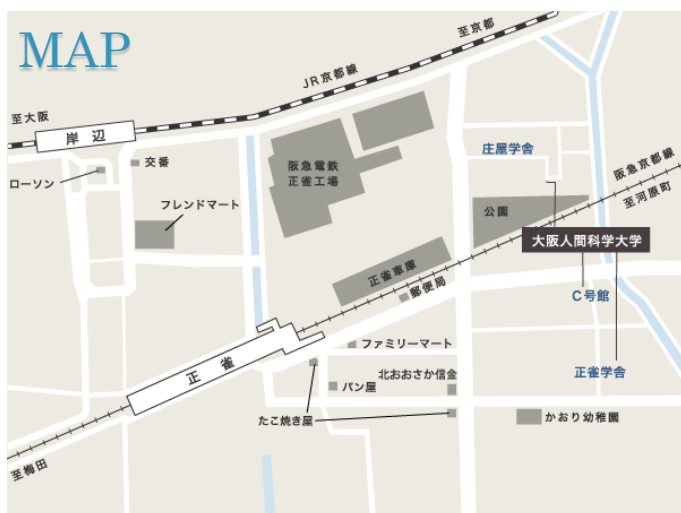 MAP
至京都
JR京都線
至大阪
岸辺
交番
ローソン
フレンドマート
阪急電鉄
正雀工場
庄屋学舎
阪急京都線
至河原町
公園
大阪人間科学大学
正雀車庫
郵便局
C号館
正雀
ファミリーマート
北おおさか信金
パン屋
正雀学舎
たこ焼き屋
かおり幼稚園
至梅田